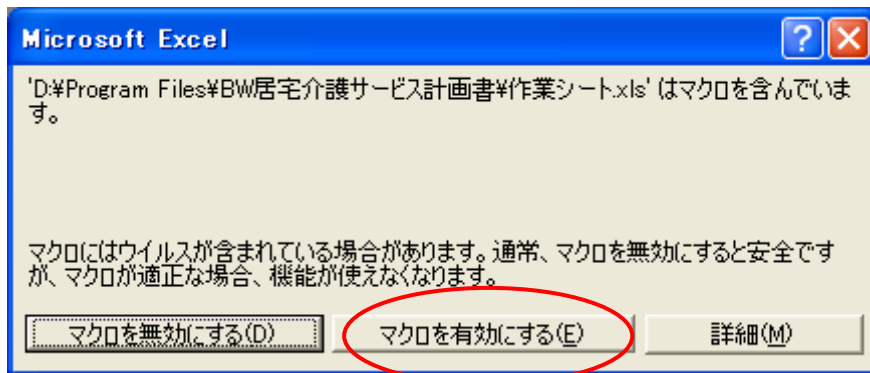 Microsoft Excel
'D:¥Program Files¥BW居宅介護サービス計画書¥作業シート.xls' はマクロを含んでいま
す。
マクロにはウイルスが含まれている場合があります。通常、マクロを無効にすると安全です
が、マクロが適正な場合、機能が使えなくなります。
マクロを無効にする(D) マクロを有効にする(E) 詳細(M)